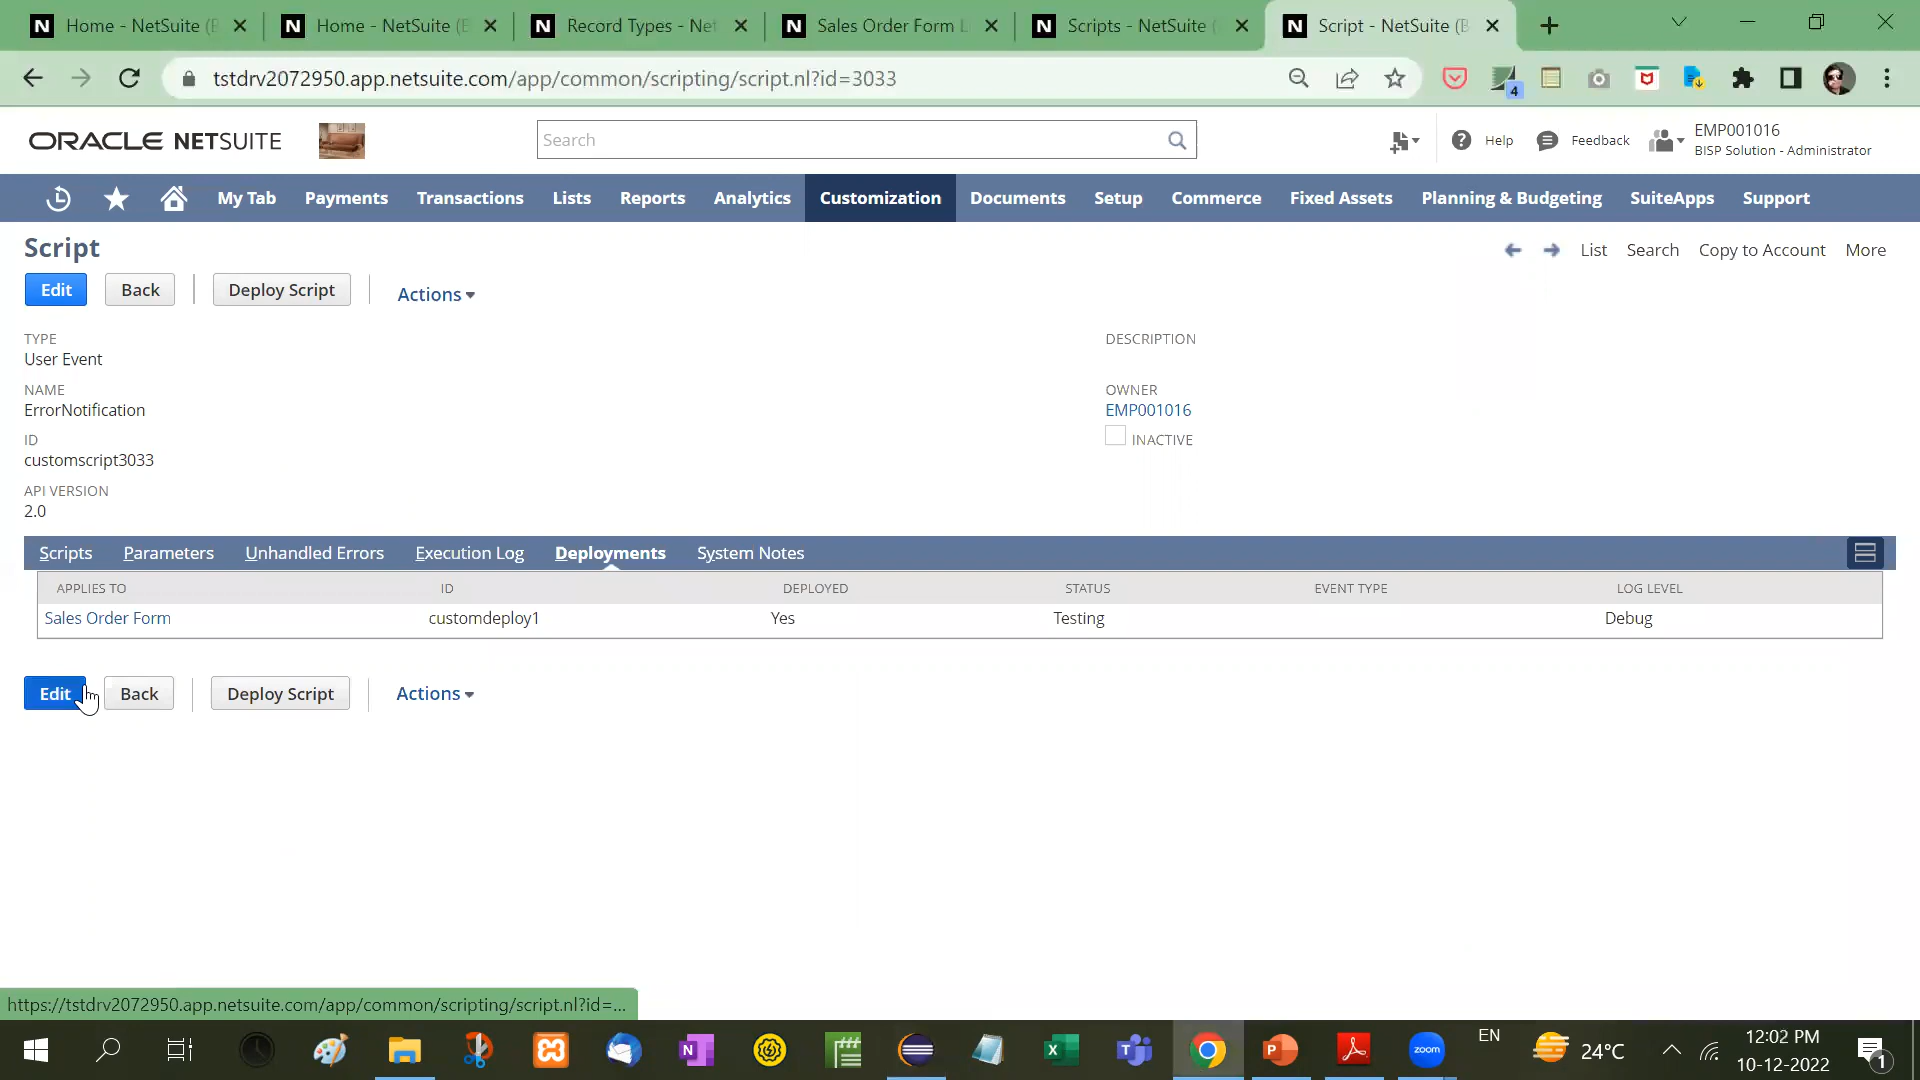 Home - NetSuite (B
Home - NetSuite (E
Record Types - Net
Sales Order Form L
Scripts - NetSuite (
Script - NetSuite (B
tstdrv2072950.app.netsuite.com/app/common/scripting/script.nl?id=3033
4
ORACLE NETSUITE
Search
Help
Feedback
EMP001016
BISP Solution - Administrator
My Tab
Payments
Transactions
Lists
Reports
Analytics
Customization
Documents
Setup
Commerce
Fixed Assets
Planning & Budgeting
SuiteApps
Support
Script
List
Search
Copy to Account
More
Edit
Back
Deploy Script
Actions
TYPE
User Event
NAME
ErrorNotification
ID
customscript3033
API VERSION
2.0
DESCRIPTION
OWNER
EMP001016
INACTIVE
Scripts
Parameters
Unhandled Errors
Execution Log
Deployments
System Notes
APPLIES TO
ID
DEPLOYED
STATUS
EVENT TYPE
LOG LEVEL
Sales Order Form
customdeploy1
Yes
Testing
Debug
Edit
Back
Deploy Script
Actions
https://tstdrv2072950.app.netsuite.com/app/common/scripting/script.nl?id=...
zoom
EN
24°C
12:02 PM
10-12-2022
1